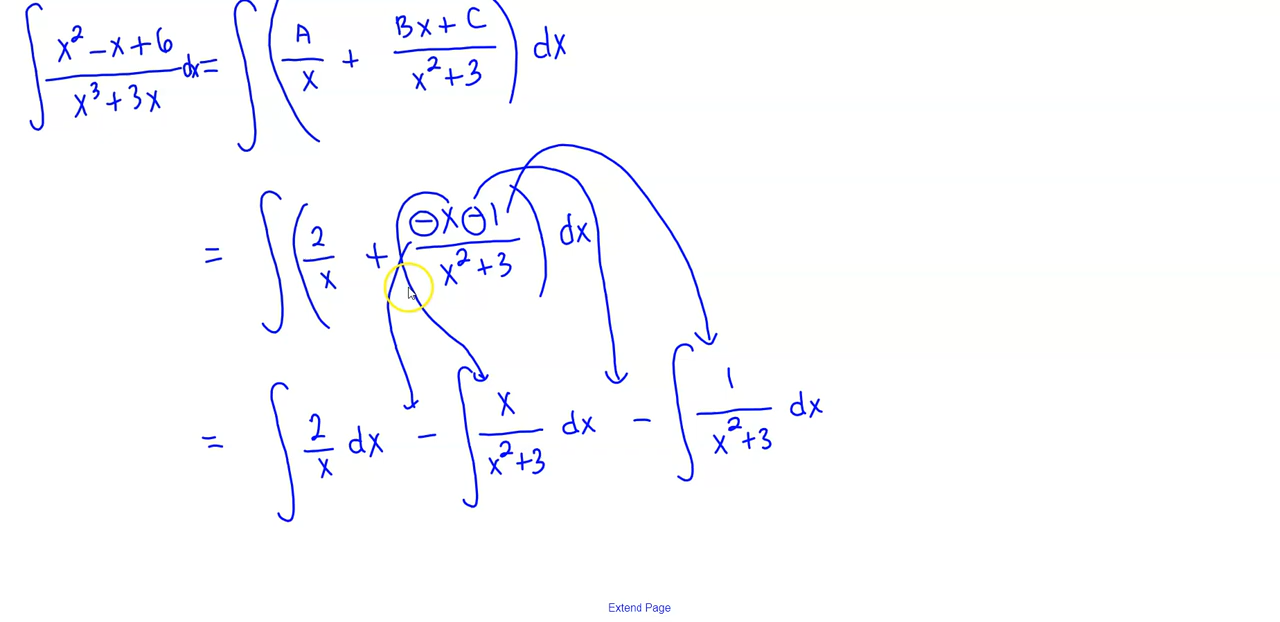 ∫ (x² - x + 6)/(x³ + 3x) dx = ∫ (A/x + (Bx + C)/(x² + 3)) dx
= ∫ (2/x + (-x - 1)/(x² + 3)) dx
= ∫ 2/x dx - ∫ x/(x² + 3) dx - ∫ 1/(x² + 3) dx
Extend Page